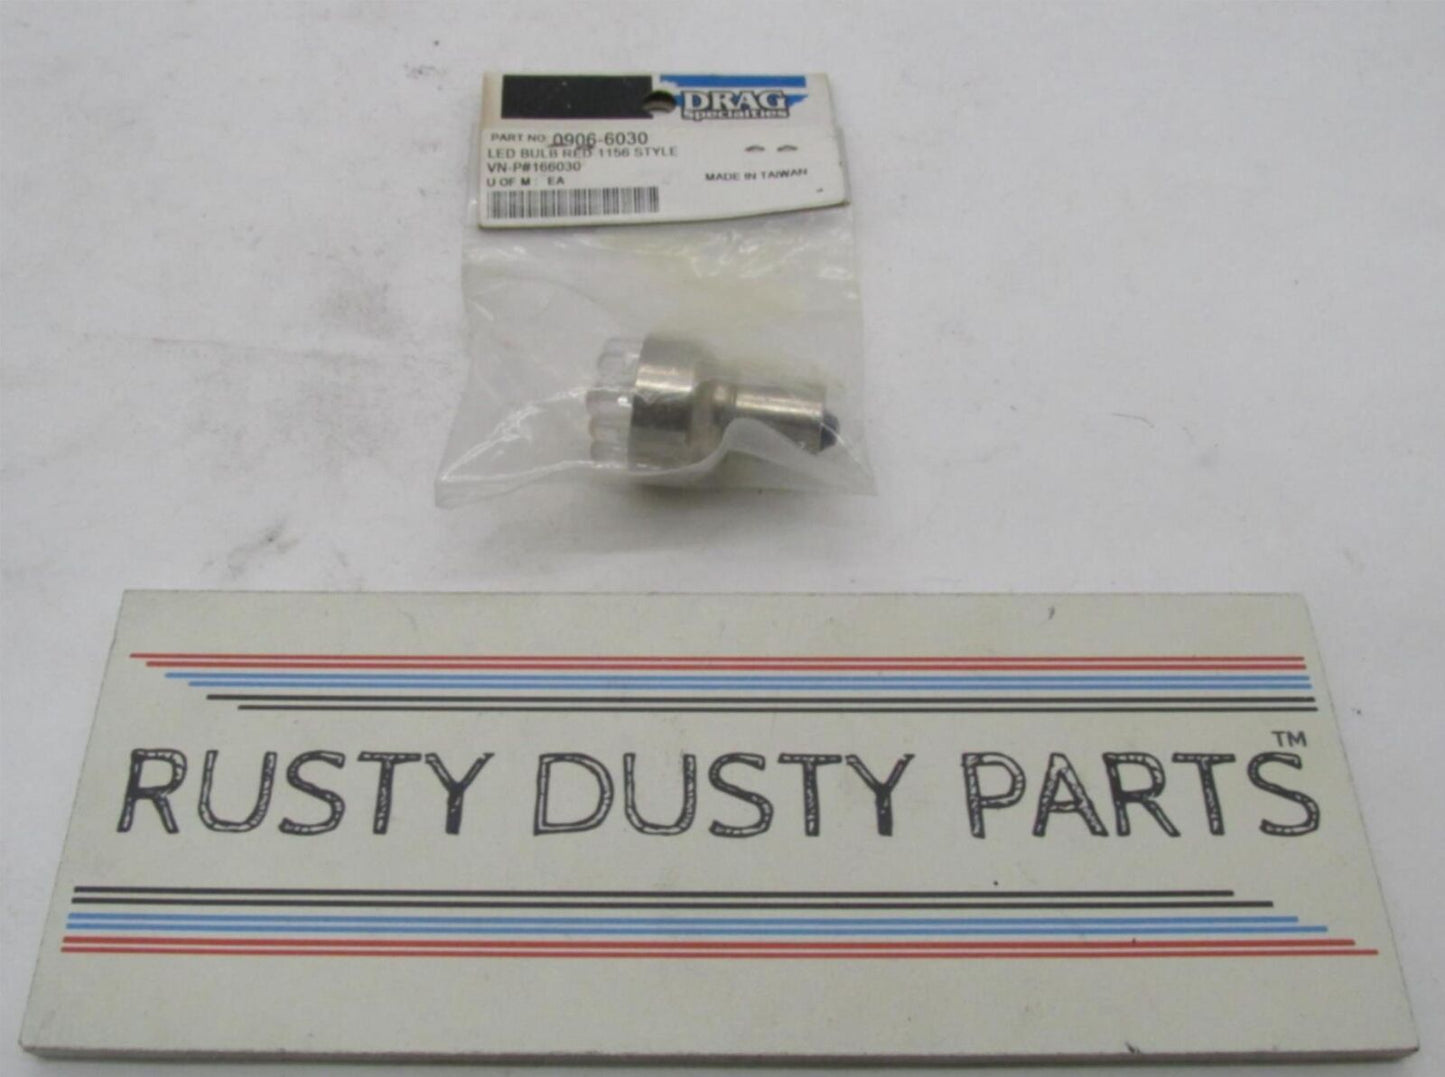 DRAG
Specialties
PART NO: 0906-6030
LED BULB RED 1156 STYLE
VN-P#166030
U OF M : EA
MADE IN TAIWAN
RUSTY DUSTY PARTS™